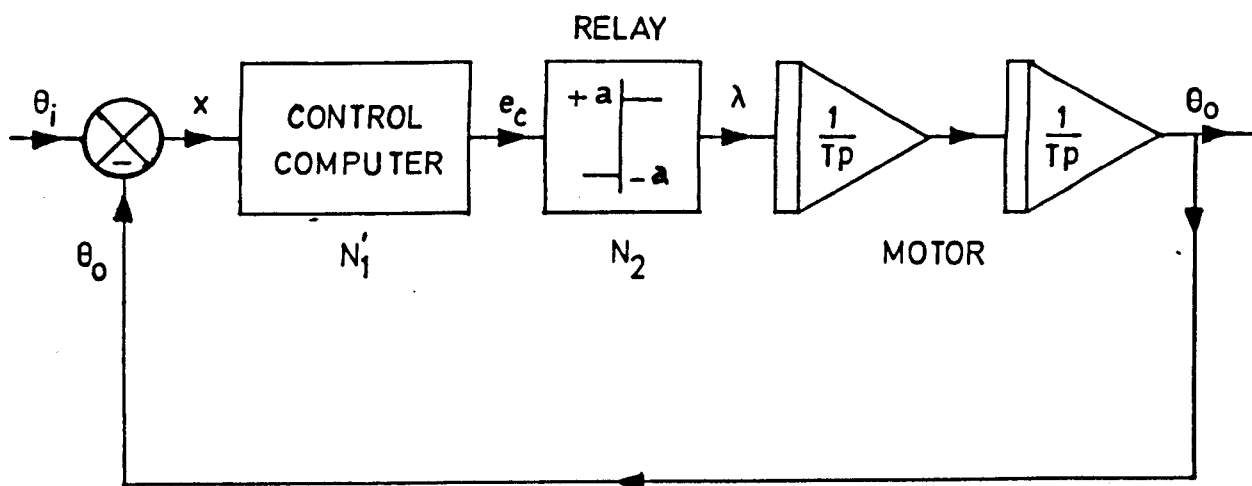 RELAY
θi
x
CONTROL
COMPUTER
ec
+a
-a
λ
1
Tp
1
Tp
θo
-
θo
N1'
N2
MOTOR